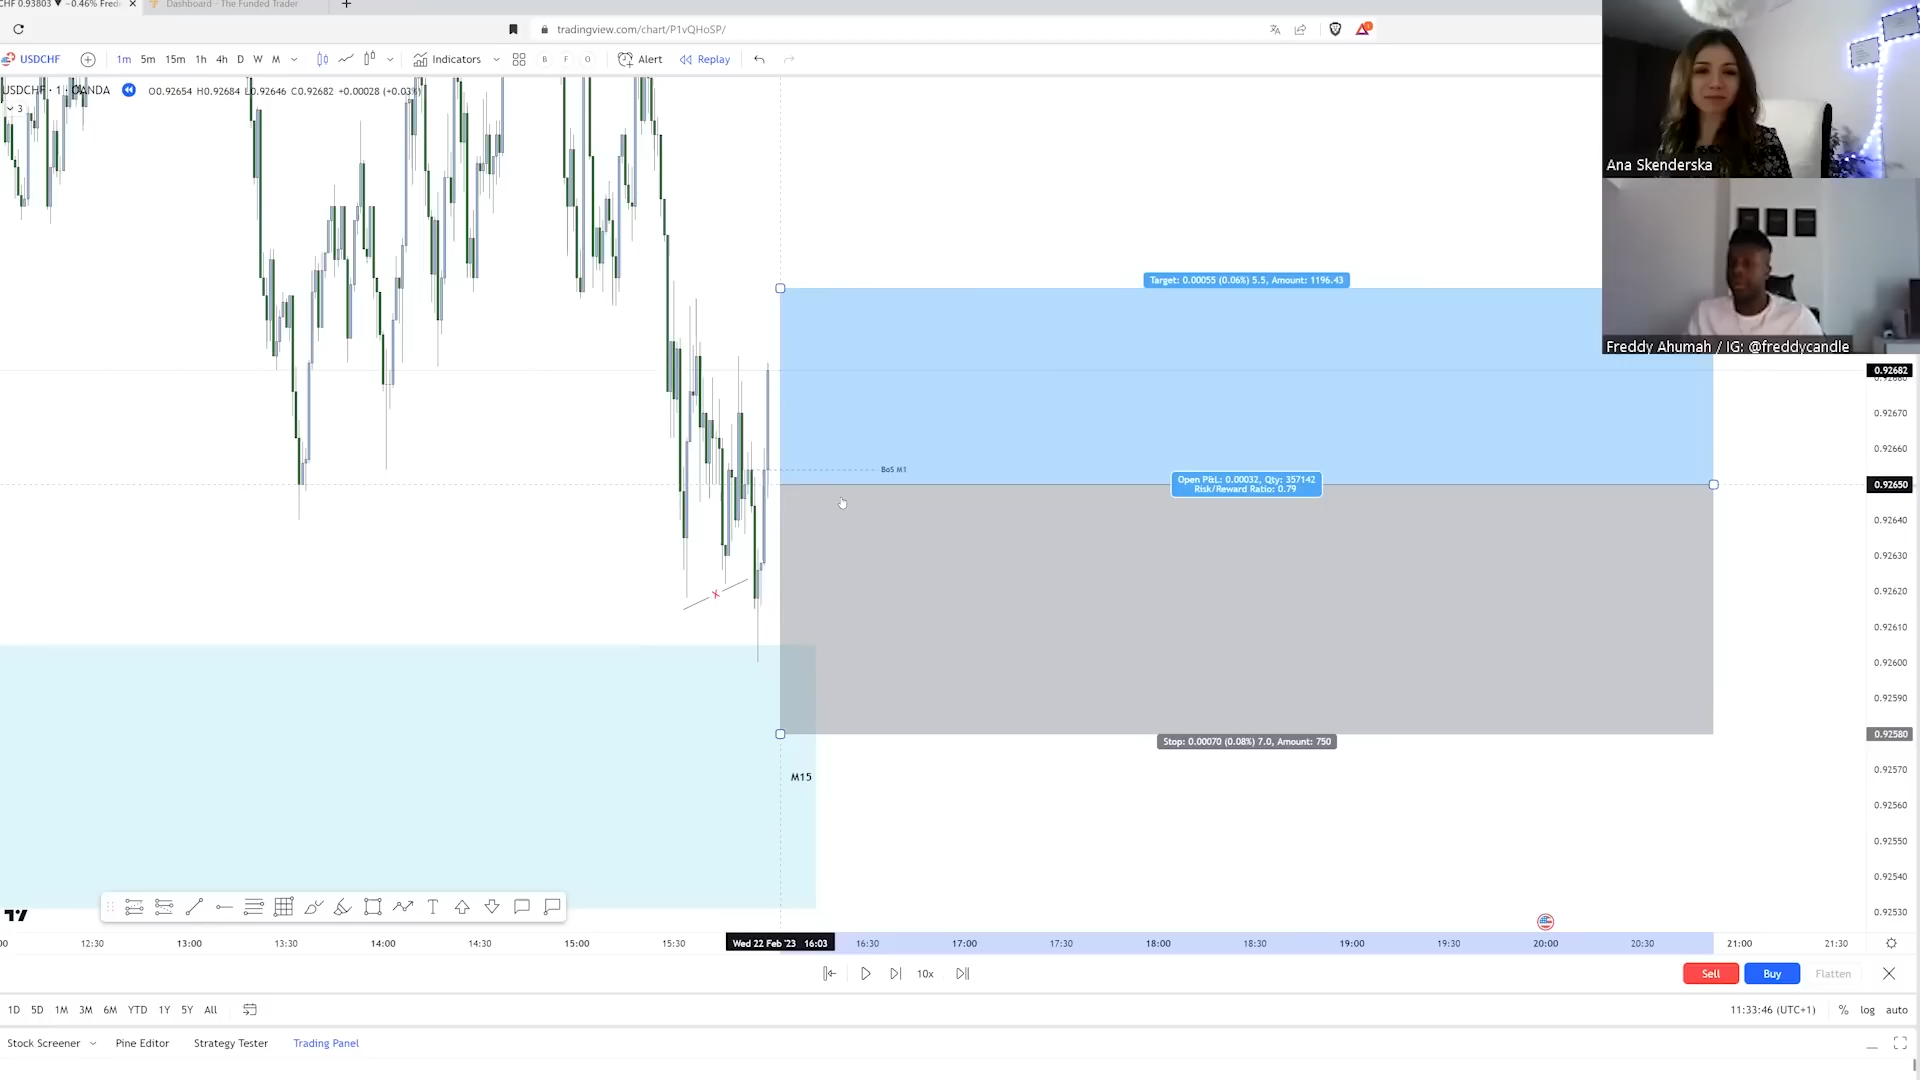 CHF 0.93803 ▼ −0.46% Fred
Dashboard - The Funded Trader
tradingview.com/chart/P1vQHoSP/
USDCHF
1m 5m 15m 1h 4h D W M
Indicators
B F O
Alert
Replay
USDCHF · 1 · OANDA
O0.92654 H0.92684 L0.92646 C0.92682 +0.00028 (+0.03%)
3
Ana Skenderska
Freddy Ahumah / IG: @freddycandle
Target: 0.00055 (0.06%) 5.5, Amount: 1196.43
BoS M1
Open P&L: 0.00032, Qty: 357142
Risk/Reward Ratio: 0.79
Stop: 0.00070 (0.08%) 7.0, Amount: 750
M15
0.92682
0.92680
0.92670
0.92660
0.92650
0.92640
0.92630
0.92620
0.92610
0.92600
0.92590
0.92580
0.92570
0.92560
0.92550
0.92540
0.92530
:00 12:30 13:00 13:30 14:00 14:30 15:00 15:30 Wed 22 Feb '23 16:03 16:30 17:00 17:30 18:00 18:30 19:00 19:30 20:00 20:30 21:00 21:30
10x
Sell Buy Flatten
1D 5D 1M 3M 6M YTD 1Y 5Y All
11:33:46 (UTC+1) % log auto
Stock Screener Pine Editor Strategy Tester Trading Panel